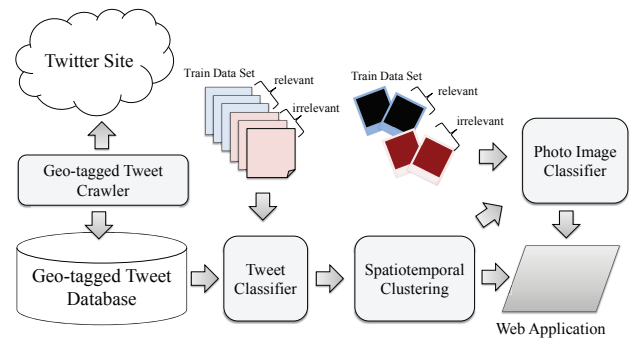 Twitter Site
Train Data Set
relevant
irrelevant
Train Data Set
relevant
irrelevant
Geo-tagged Tweet
Crawler
Photo Image
Classifier
Geo-tagged Tweet
Database
Tweet
Classifier
Spatiotemporal
Clustering
Web Application